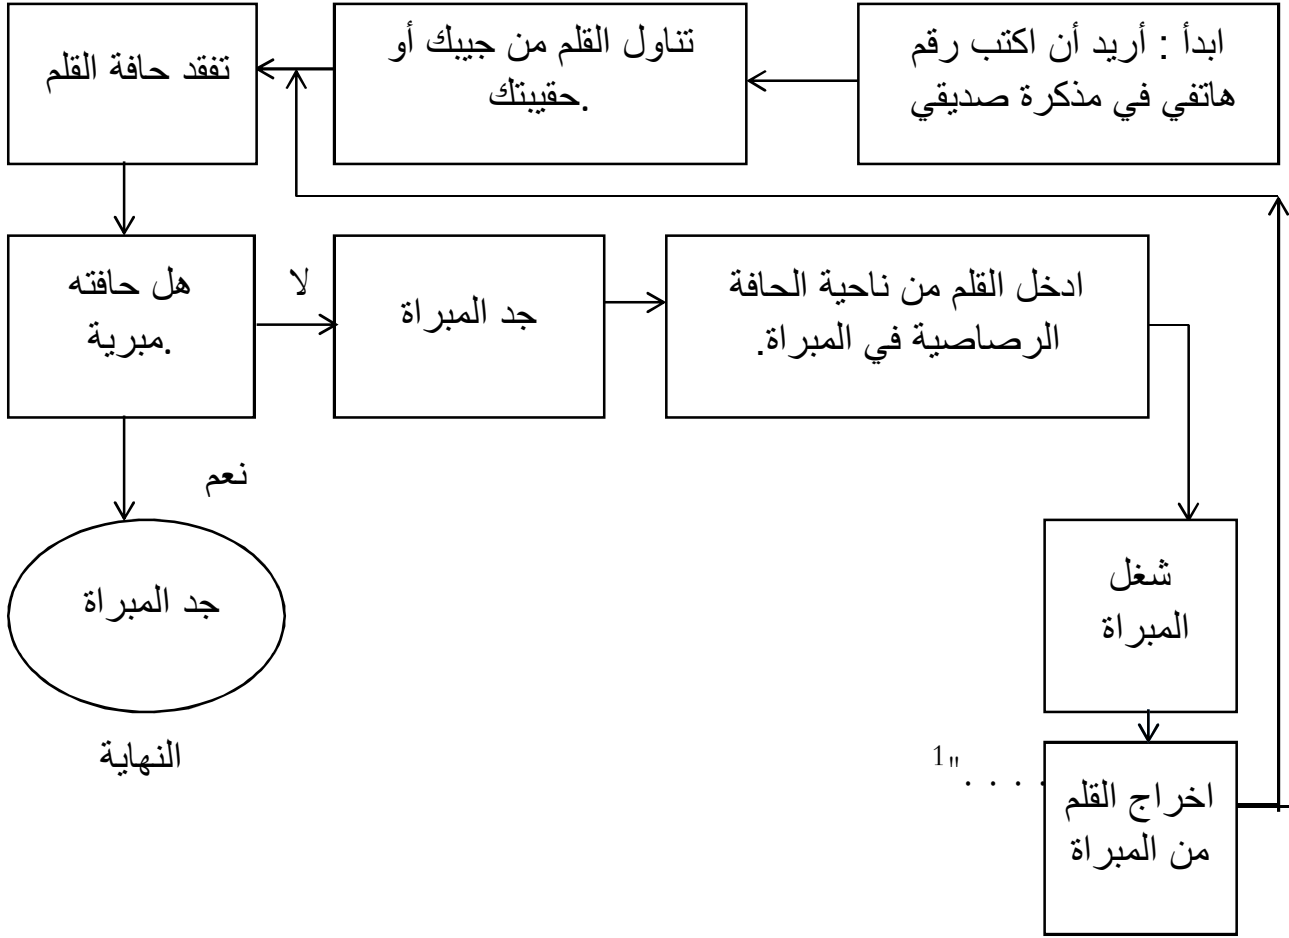 ابدأ : أريد أن اكتب رقم
هاتفي في مذكرة صديقي
تناول القلم من جيبك أو
حقيبتك.
تفقد حافة القلم
هل حافته
مبرية.
لا
جد المبراة
ادخل القلم من ناحية الحافة
الرصاصية في المبراة.
نعم
شغل
المبراة
جد المبراة
النهاية
اخراج القلم
من المبراة
. . . ."1